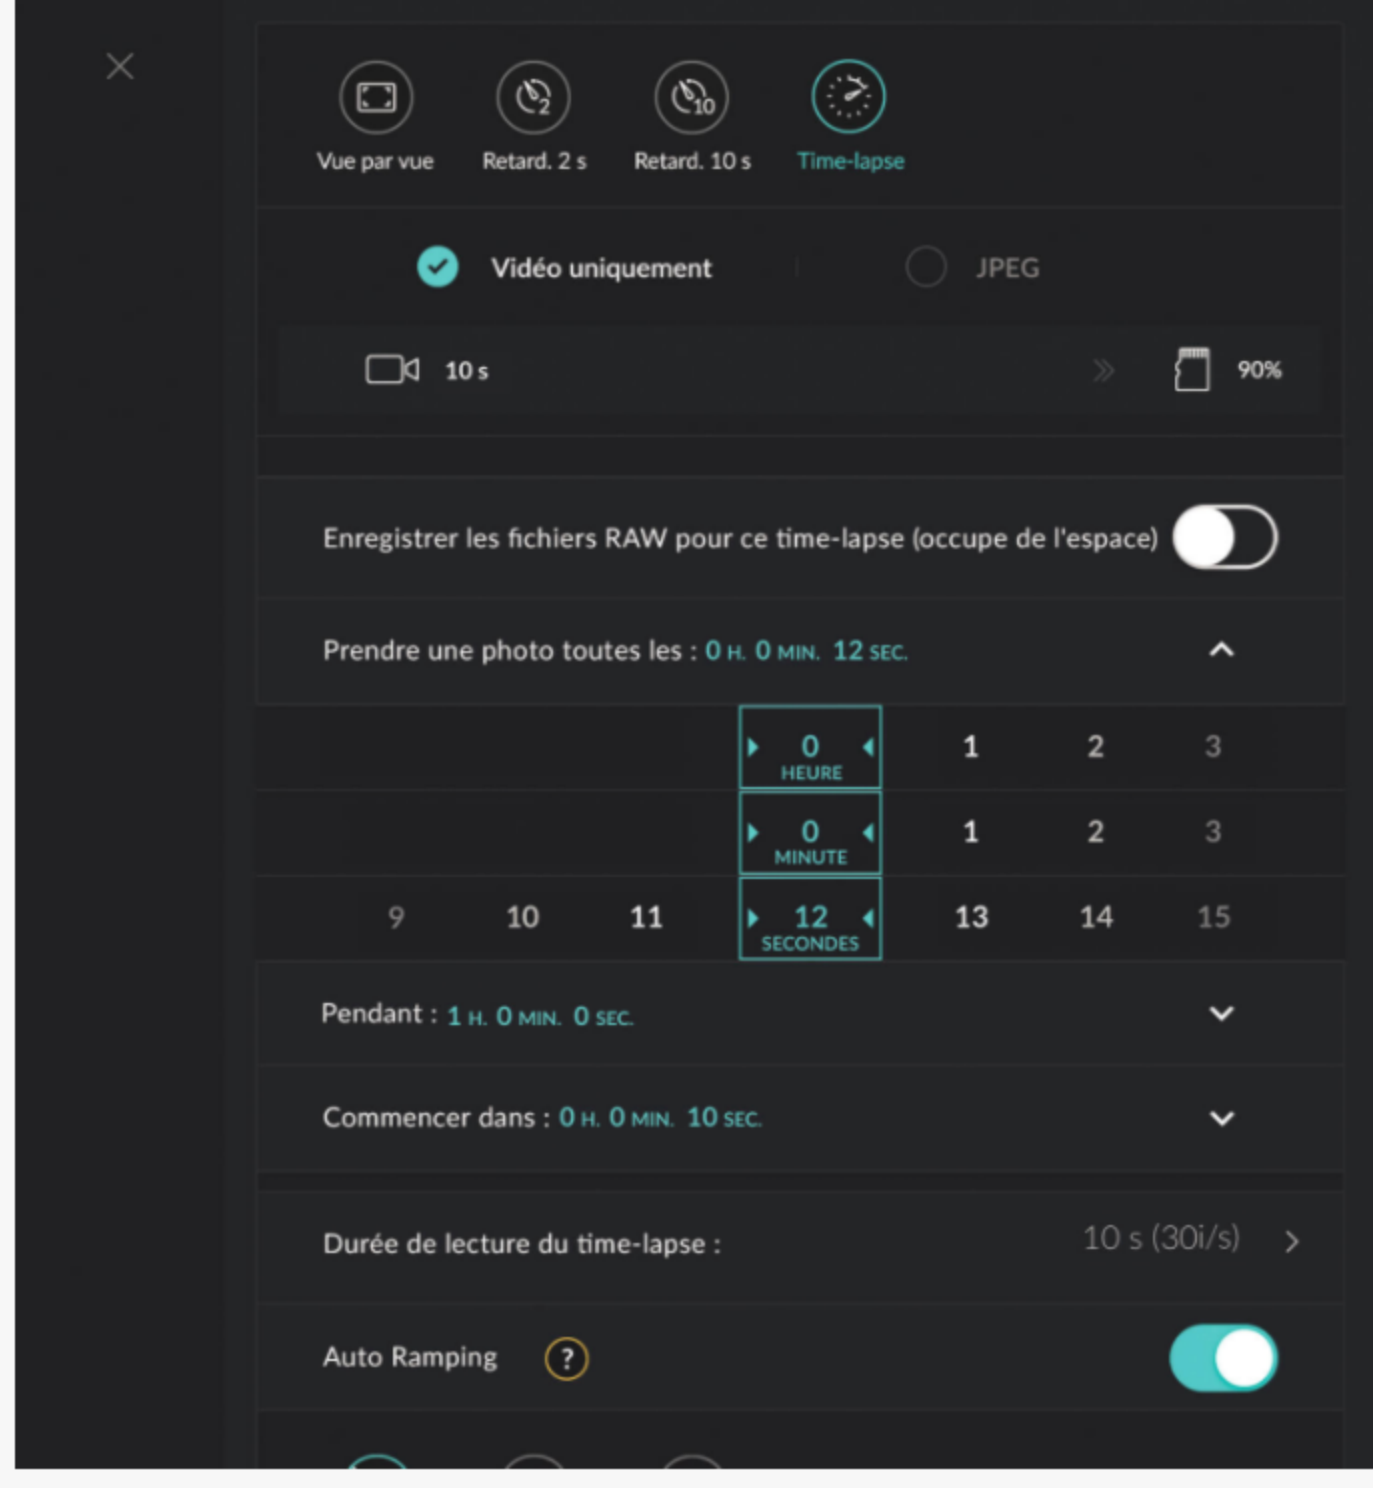 2
10
Vue par vue Retard. 2 s Retard. 10 s Time-lapse
Vidéo uniquement JPEG
10 s 90%
Enregistrer les fichiers RAW pour ce time-lapse (occupe de l'espace)
Prendre une photo toutes les : 0 H. 0 MIN. 12 SEC.
0 1 2 3
HEURE
0 1 2 3
MINUTE
9 10 11 12 13 14 15
SECONDES
Pendant : 1 H. 0 MIN. 0 SEC.
Commencer dans : 0 H. 0 MIN. 10 SEC.
Durée de lecture du time-lapse : 10 s (30i/s)
Auto Ramping ?